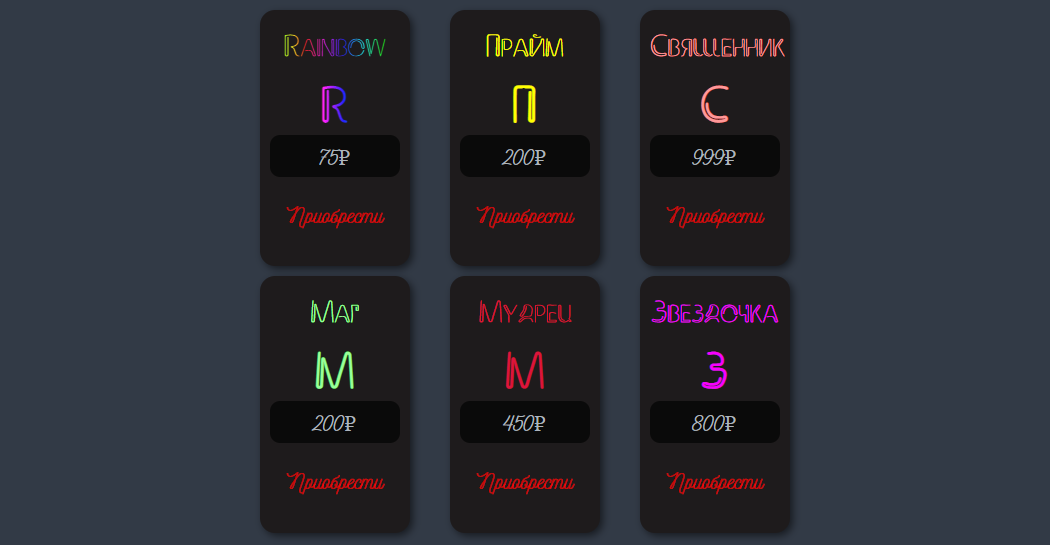 Rainbow
R
75₽
Приобрести
Прайм
П
200₽
Приобрести
Священник
С
999₽
Приобрести
Маг
М
200₽
Приобрести
Мудрец
М
450₽
Приобрести
Звездочка
З
800₽
Приобрести